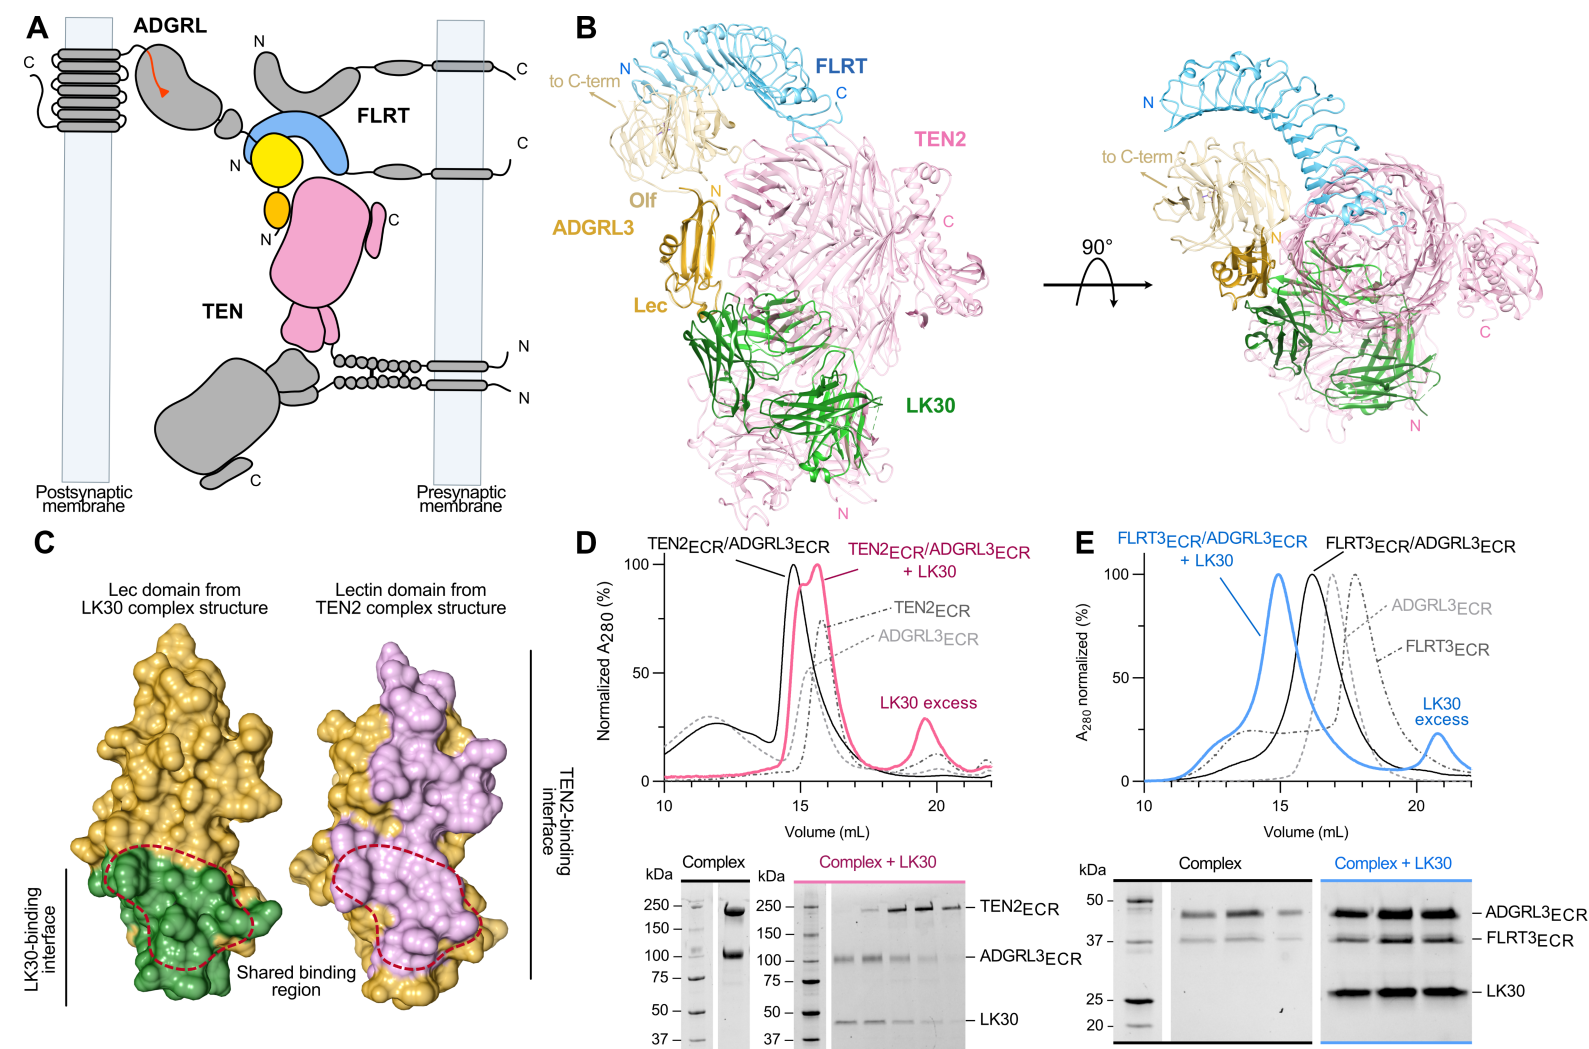 A
ADGRL
C
N
C
FLRT
C
N
C
N
TEN
N
N
C
Postsynaptic
membrane
Presynaptic
membrane
B
N
FLRT
to C-term
C
TEN2
Olf
N
ADGRL3
C
Lec
LK30
N
90°
N
to C-term
N
C
N
C
Lec domain from
LK30 complex structure
Lectin domain from
TEN2 complex structure
LK30-binding
interface
Shared binding
region
TEN2-binding
interface
D
TEN2ECR/ADGRL3ECR
TEN2ECR/ADGRL3ECR
+ LK30
TEN2ECR
ADGRL3ECR
LK30 excess
Normalized A280 (%)
100
50
0
10
15
20
Volume (mL)
Complex
Complex + LK30
kDa
250
150
100
75
50
37
kDa
250
150
100
75
50
37
TEN2ECR
ADGRL3ECR
LK30
E
FLRT3ECR/ADGRL3ECR
+ LK30
FLRT3ECR/ADGRL3ECR
ADGRL3ECR
FLRT3ECR
LK30
excess
A280 normalized (%)
100
50
0
10
15
20
Volume (mL)
Complex
Complex + LK30
kDa
50
37
25
20
ADGRL3ECR
FLRT3ECR
LK30